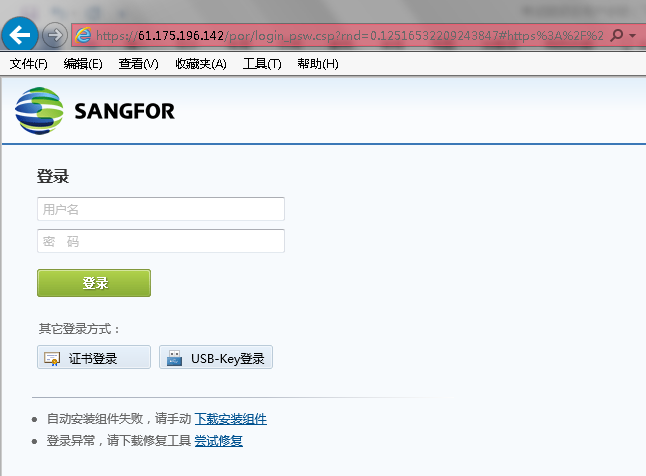 https://61.175.196.142/por/login_psw.csp?rnd=0.12516532209243847#https%3A%2F%2
文件(F) 编辑(E) 查看(V) 收藏夹(A) 工具(T) 帮助(H)
SANGFOR
登录
用户名
密 码
登录
其它登录方式：
证书登录 USB-Key登录
自动安装组件失败，请手动 下载安装组件
登录异常，请下载修复工具 尝试修复